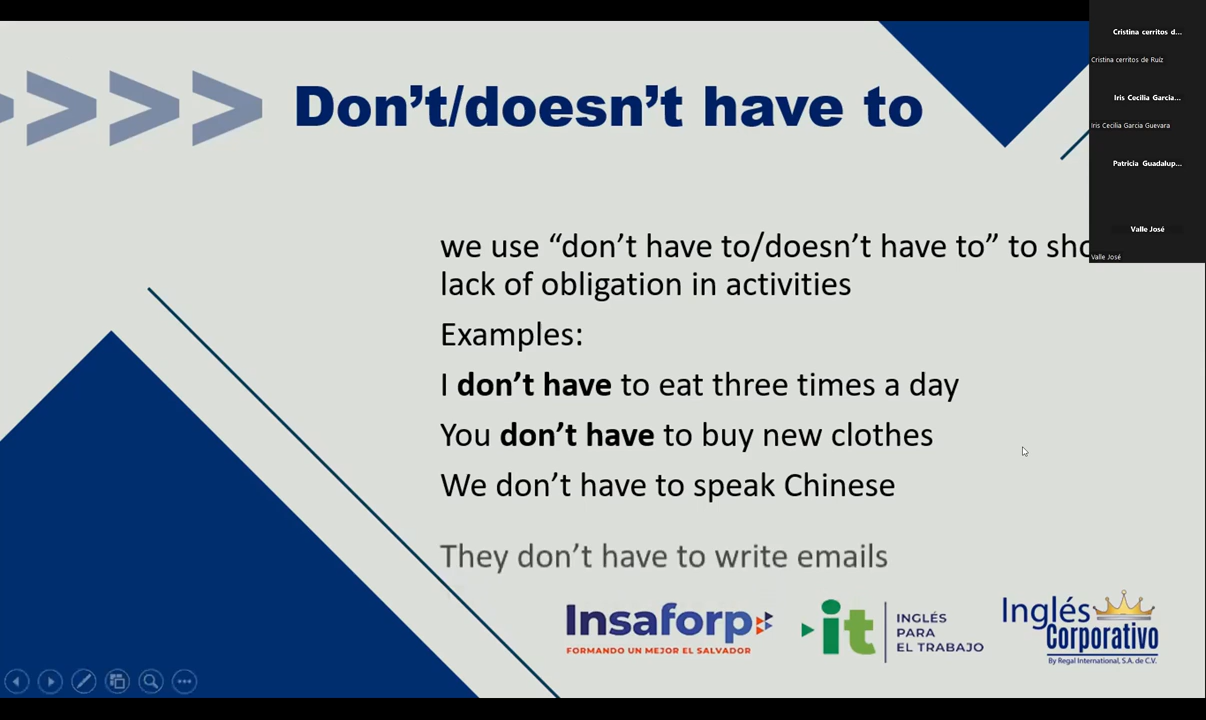 Don't/doesn't have to
we use “don't have to/doesn't have to” to
lack of obligation in activities
Examples:
I don't have to eat three times a day
You don't have to buy new clothes
We don't have to speak Chinese
They don't have to write emails
Insaforp
FORMANDO UN MEJOR EL SALVADOR
it
INGLÉS
PARA
EL TRABAJO
Inglés
Corporativo
By Regal International, S.A. de C.V.
Cristina cerritos d...
Cristina cerritos de Ruíz
Iris Cecilia Garcia...
Iris Cecilia Garcia Guevara
Patricia Guadalup...
Valle José
Valle José